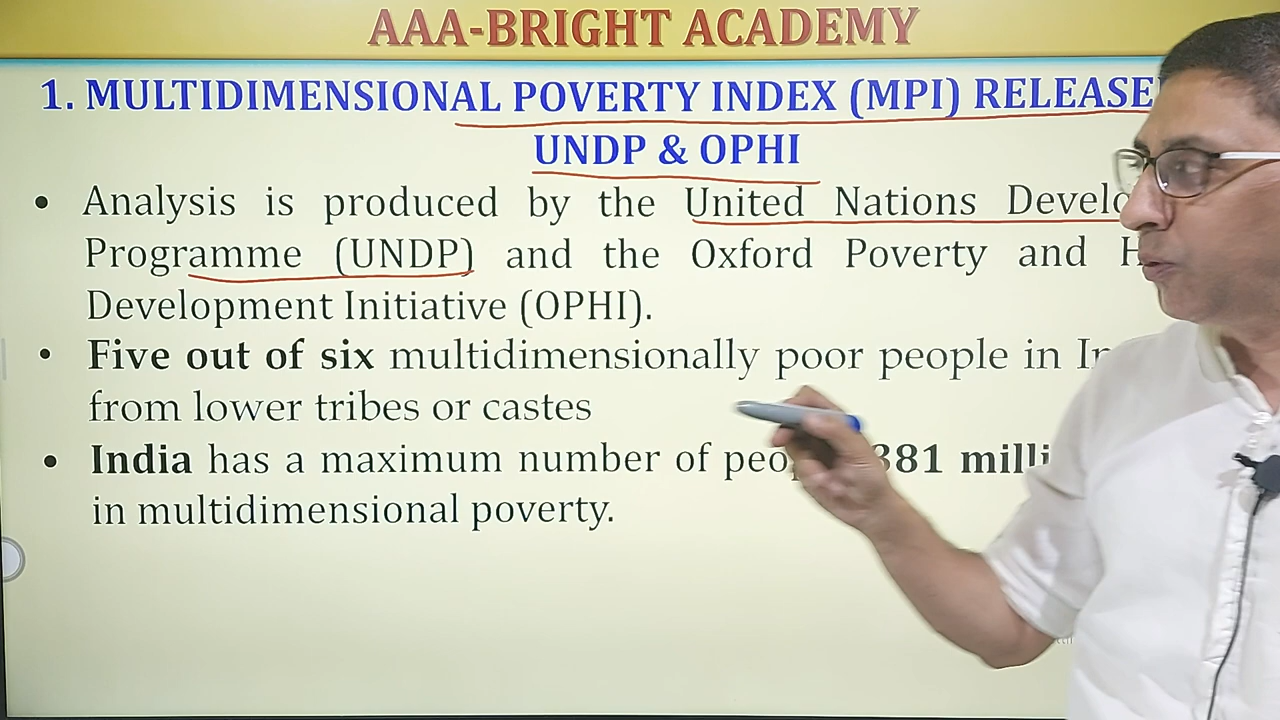 AAA-BRIGHT ACADEMY
1. MULTIDIMENSIONAL POVERTY INDEX (MPI) RELEASE
UNDP & OPHI
• Analysis is produced by the United Nations Develo
Programme (UNDP) and the Oxford Poverty and H
Development Initiative (OPHI).
• Five out of six multidimensionally poor people in In
from lower tribes or castes
• India has a maximum number of peo 381 milli
in multidimensional poverty.